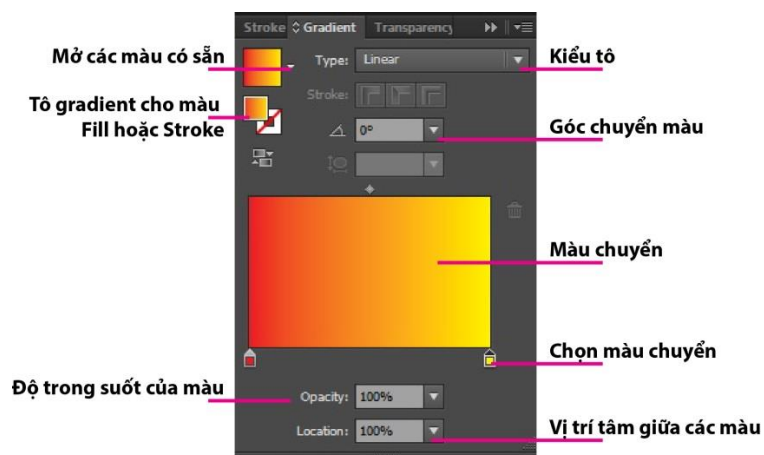 Stroke Gradient Transparency
Mở các màu có sẵn
Type: Linear
Kiểu tô
Stroke:
Tô gradient cho màu
Fill hoặc Stroke
0°
Góc chuyển màu
Màu chuyển
Chọn màu chuyển
Độ trong suốt của màu
Opacity: 100%
Location: 100%
Vị trí tâm giữa các màu